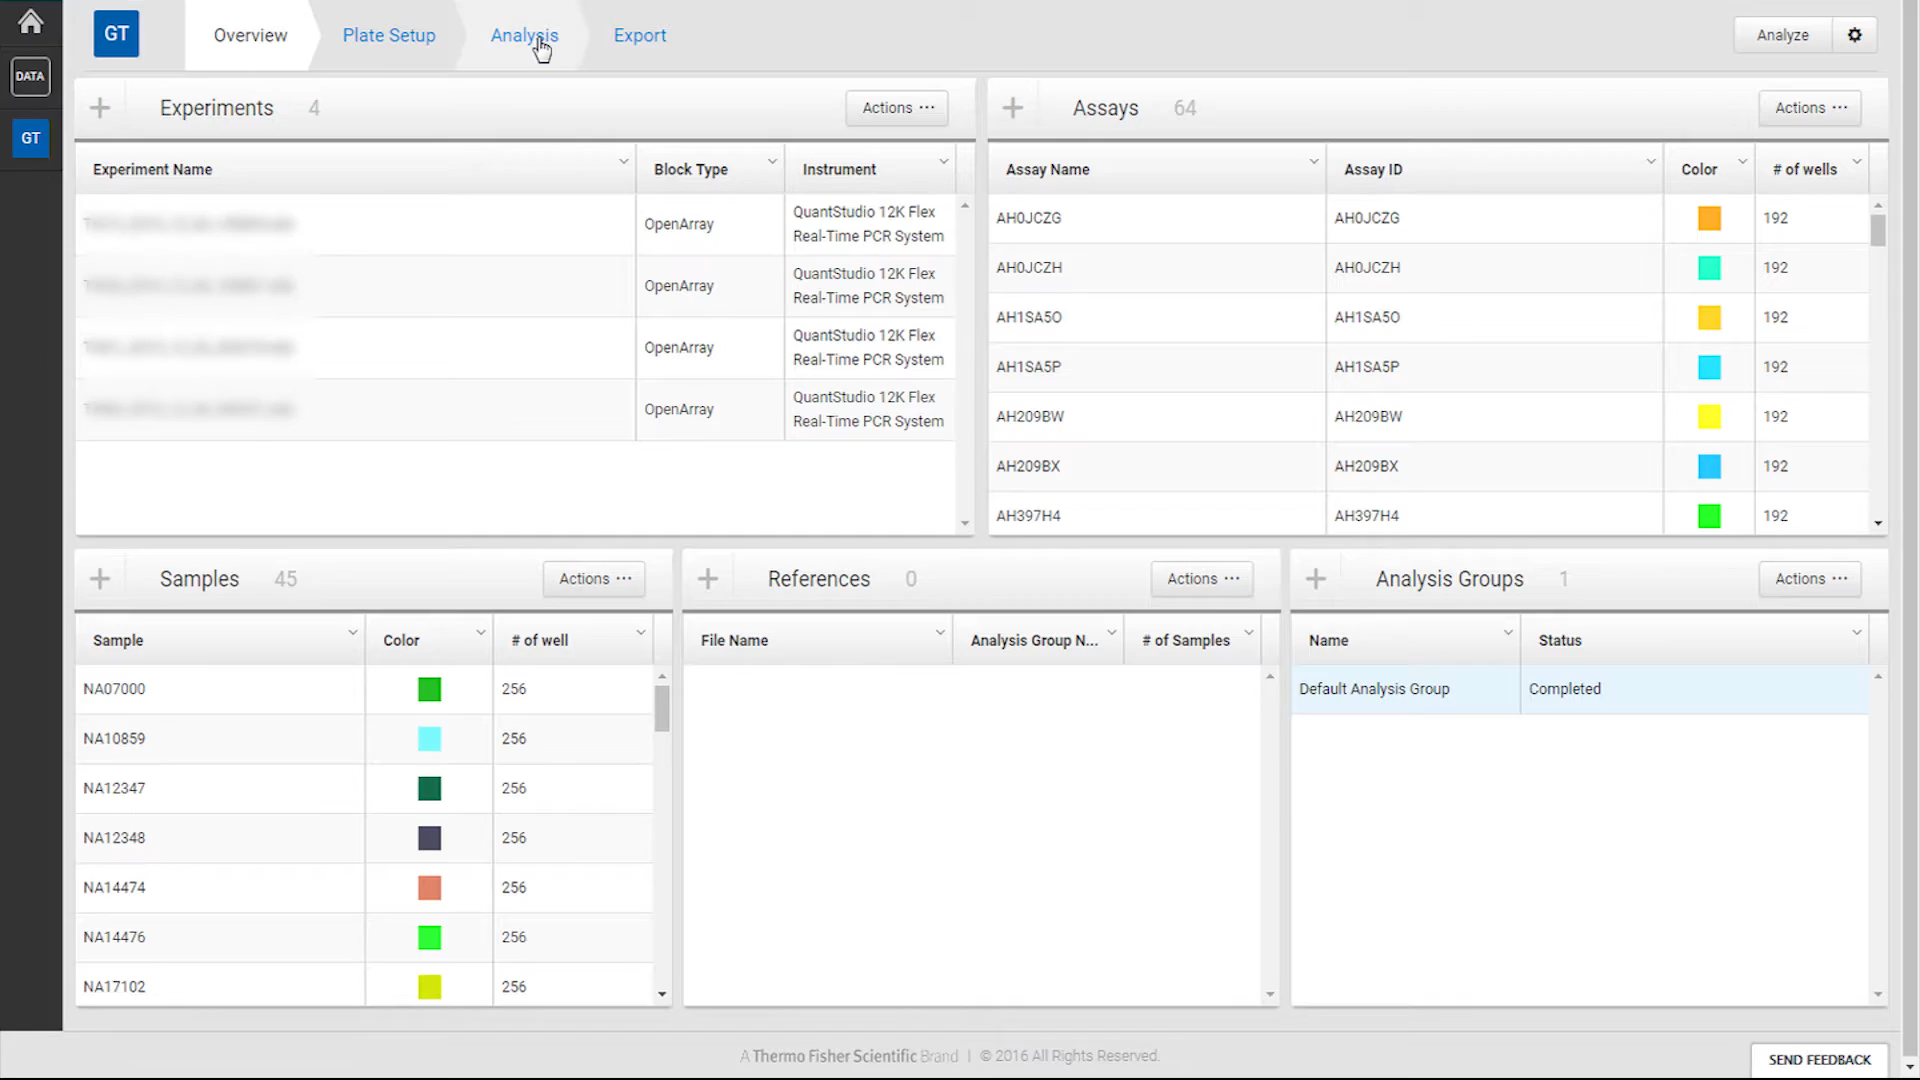 GT
Overview
Plate Setup
Analysis
Export
Analyze
DATA
GT
Experiments 4
Actions ···
Experiment Name
Block Type
Instrument
OpenArray
QuantStudio 12K Flex
Real-Time PCR System
OpenArray
QuantStudio 12K Flex
Real-Time PCR System
OpenArray
QuantStudio 12K Flex
Real-Time PCR System
OpenArray
QuantStudio 12K Flex
Real-Time PCR System
Assays 64
Actions ···
Assay Name
Assay ID
Color
# of wells
AH0JCZG AH0JCZG 192
AH0JCZH AH0JCZH 192
AH1SA5O AH1SA5O 192
AH1SA5P AH1SA5P 192
AH209BW AH209BW 192
AH209BX AH209BX 192
AH397H4 AH397H4 192
Samples 45
Actions ···
Sample
Color
# of well
NA07000 256
NA10859 256
NA12347 256
NA12348 256
NA14474 256
NA14476 256
NA17102 256
References 0
Actions ···
File Name
Analysis Group N...
# of Samples
Analysis Groups 1
Actions ···
Name
Status
Default Analysis Group Completed
A Thermo Fisher Scientific Brand | © 2016 All Rights Reserved.
SEND FEEDBACK